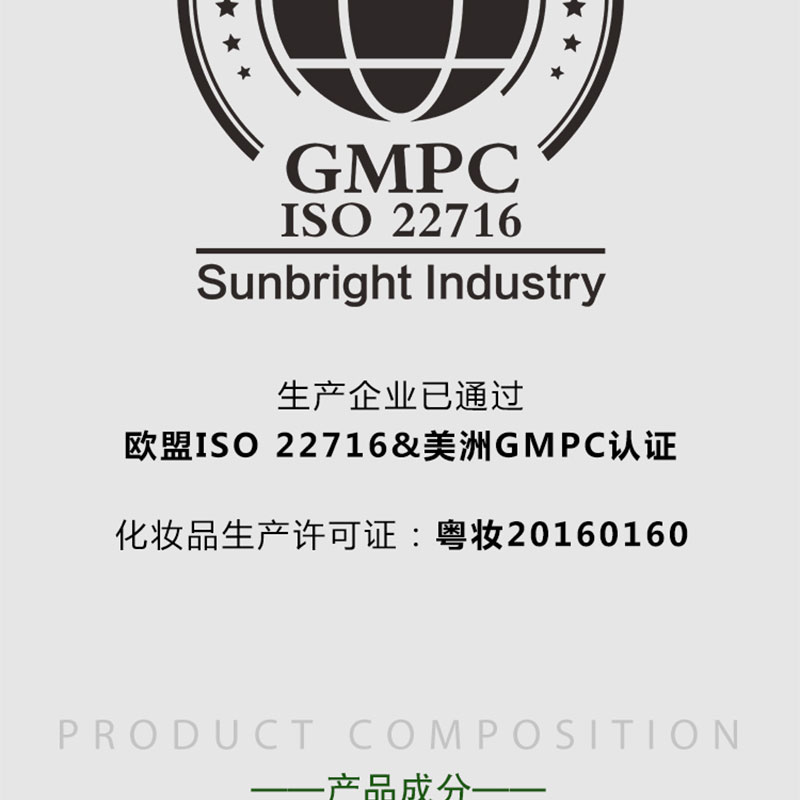 GMPC
ISO 22716
Sunbright Industry
生产企业已通过
欧盟ISO 22716&美洲GMPC认证
化妆品生产许可证：粤妆20160160
PRODUCT COMPOSITION
——产品成分——